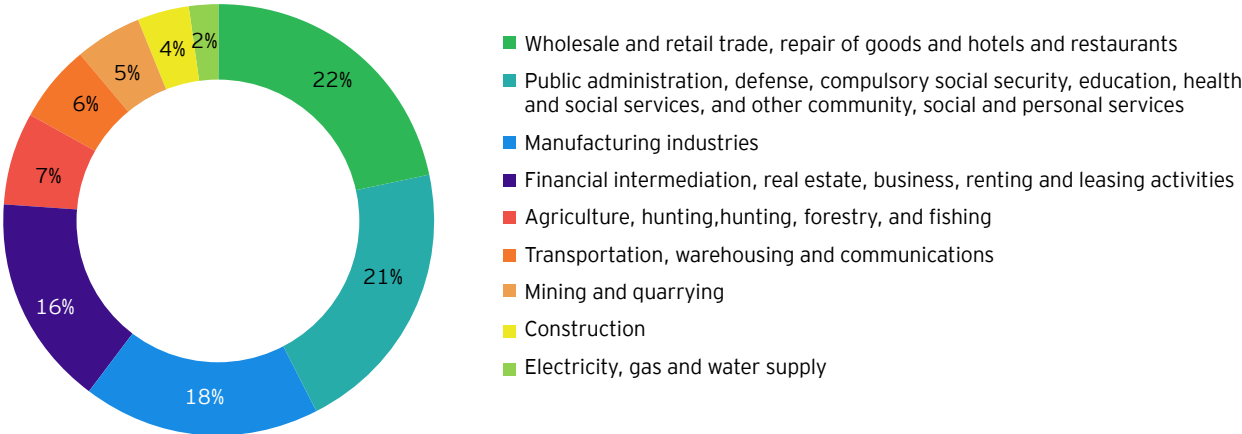 2%
4%
22%
5%
6%
7%
21%
16%
18%
Wholesale and retail trade, repair of goods and hotels and restaurants
Public administration, defense, compulsory social security, education, health
and social services, and other community, social and personal services
Manufacturing industries
Financial intermediation, real estate, business, renting and leasing activities
Agriculture, hunting,hunting, forestry, and fishing
Transportation, warehousing and communications
Mining and quarrying
Construction
Electricity, gas and water supply